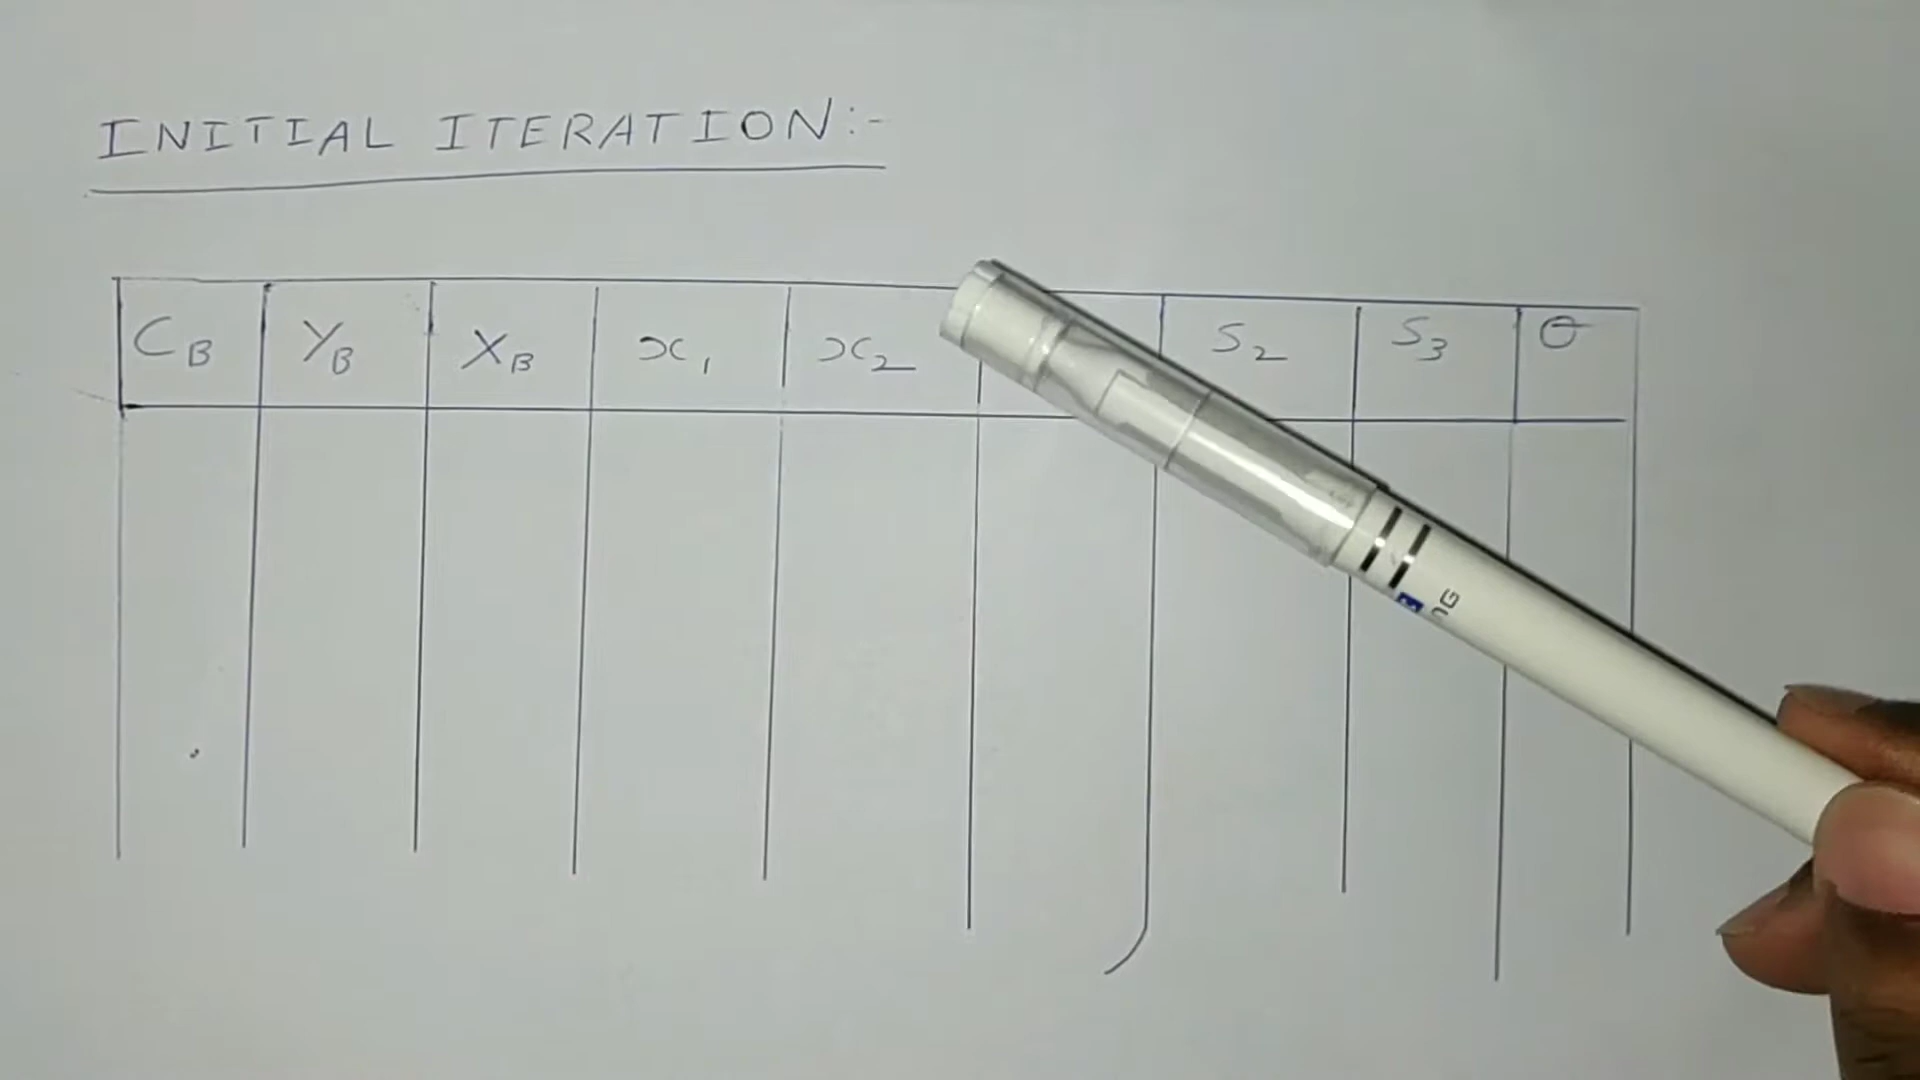 INITIAL ITERATION:-
C_B Y_B X_B x_1 x_2 S_2 S_3 θ